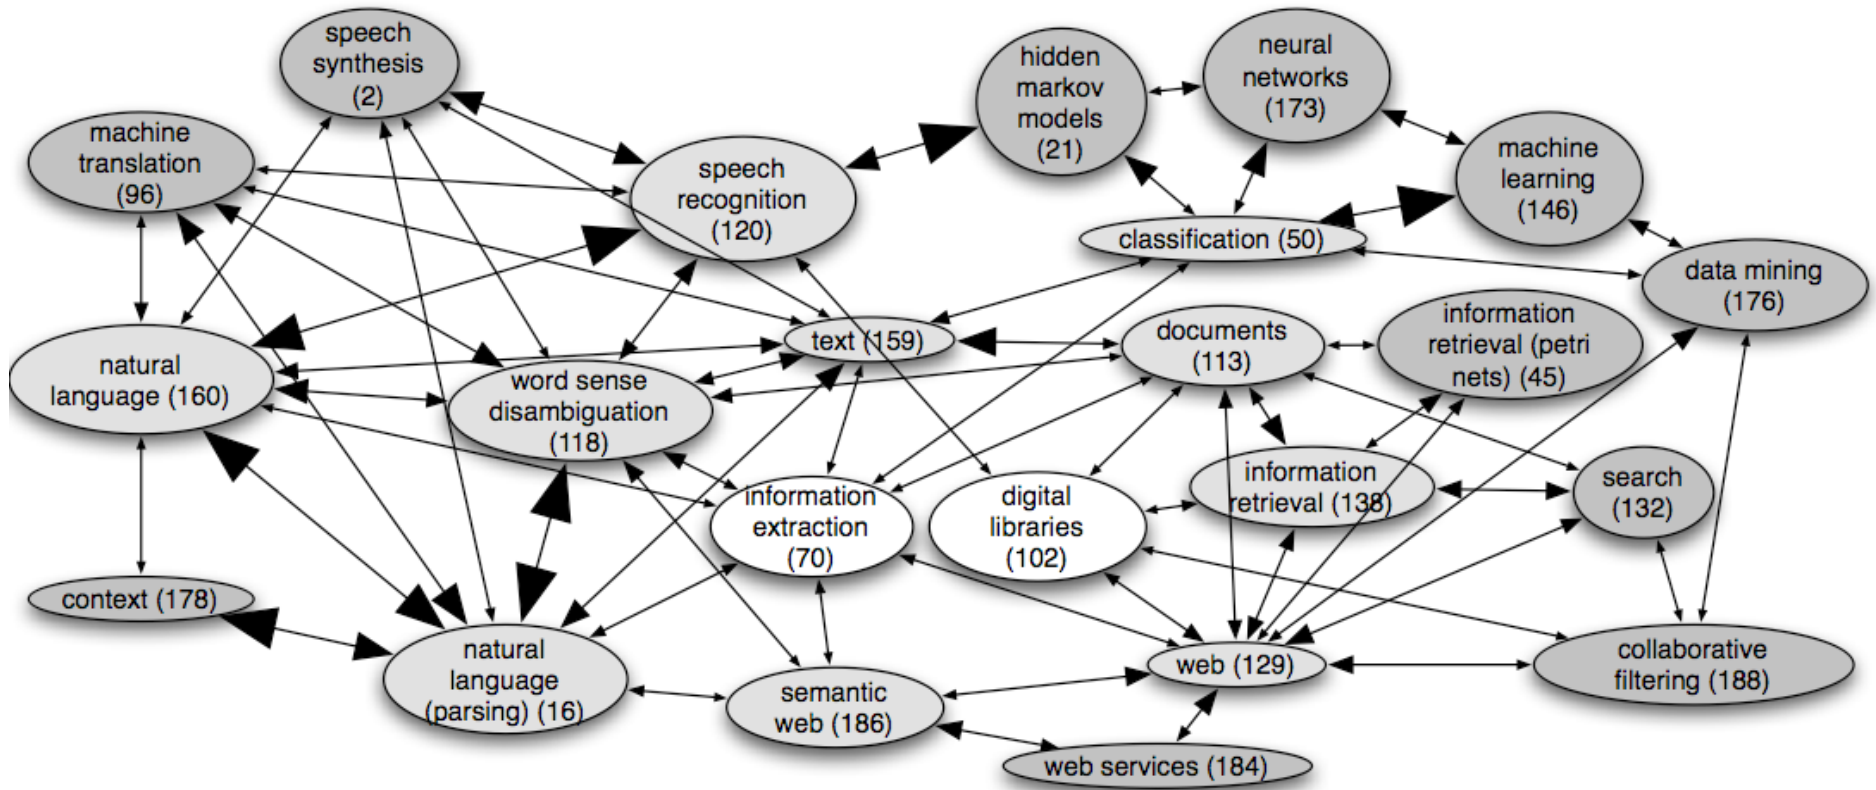 speech
synthesis
(2)
hidden
markov
models
(21)
neural
networks
(173)
machine
translation
(96)
speech
recognition
(120)
machine
learning
(146)
classification (50)
data mining
(176)
natural
language (160)
text (159)
documents
(113)
information
retrieval (petri
nets) (45)
word sense
disambiguation
(118)
information
extraction
(70)
digital
libraries
(102)
information
retrieval (138)
search
(132)
context (178)
natural
language
(parsing) (16)
semantic
web (186)
web (129)
collaborative
filtering (188)
web services (184)